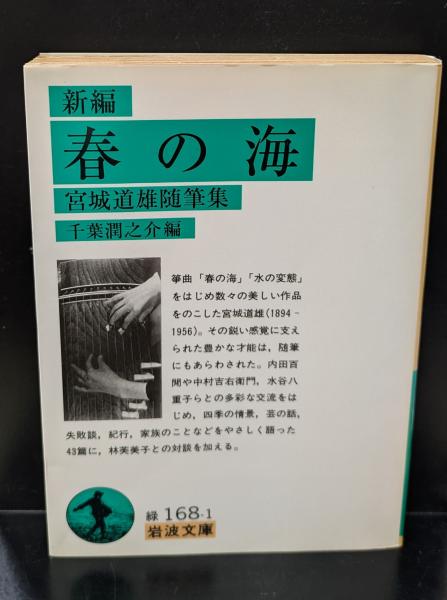 新編
春の海
宮城道雄随筆集
千葉潤之介編
箏曲「春の海」「水の変態」
をはじめ数々の美しい作品
をのこした宮城道雄(1894-
1956)。その鋭い感覚に支え
られた豊かな才能は，随筆
にもあらわされた。内田百
閒や中村吉右衛門，水谷八
重子らとの多彩な交流をは
じめ，四季の情景，芸の話，
失敗談，紀行，家族のことなどをやさしく語った
43篇に，林芙美子との対談を加える。
緑 168-1
岩波文庫